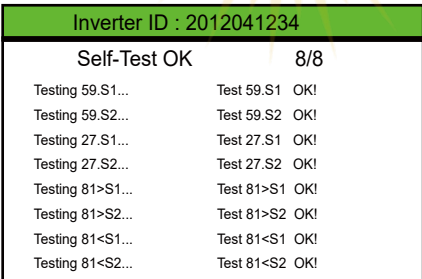 Inverter ID : 2012041234
Self-Test OK 8/8
Testing 59.S1... Test 59.S1 OK!
Testing 59.S2... Test 59.S2 OK!
Testing 27.S1... Test 27.S1 OK!
Testing 27.S2... Test 27.S2 OK!
Testing 81>S1... Test 81>S1 OK!
Testing 81>S2... Test 81>S2 OK!
Testing 81<S1... Test 81<S1 OK!
Testing 81<S2... Test 81<S2 OK!